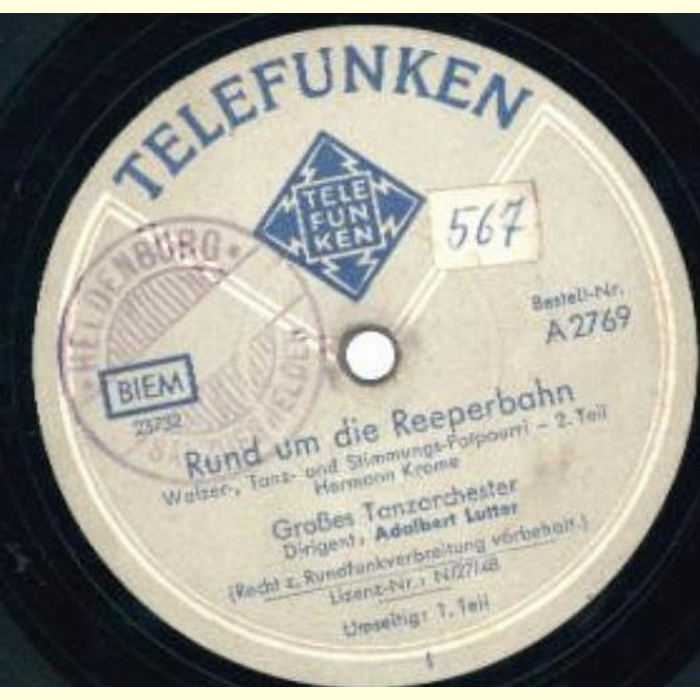 TELEFUNKEN
TELE
FUN
KEN
567
HELDENBURG
Bestell-Nr.
A 2769
BIEM
23732
Rund um die Reeperbahn
Walzer-, Tanz- und Stimmungs-Potpourri - 2. Teil
Hermann Krome
Großes Tanzorchester
Dirigent: Adalbert Lutter
(Recht z. Rundfunkverbreitung vorbehalt.)
Lizenz-Nr.: N/27/48
Umseitig: 1. Teil